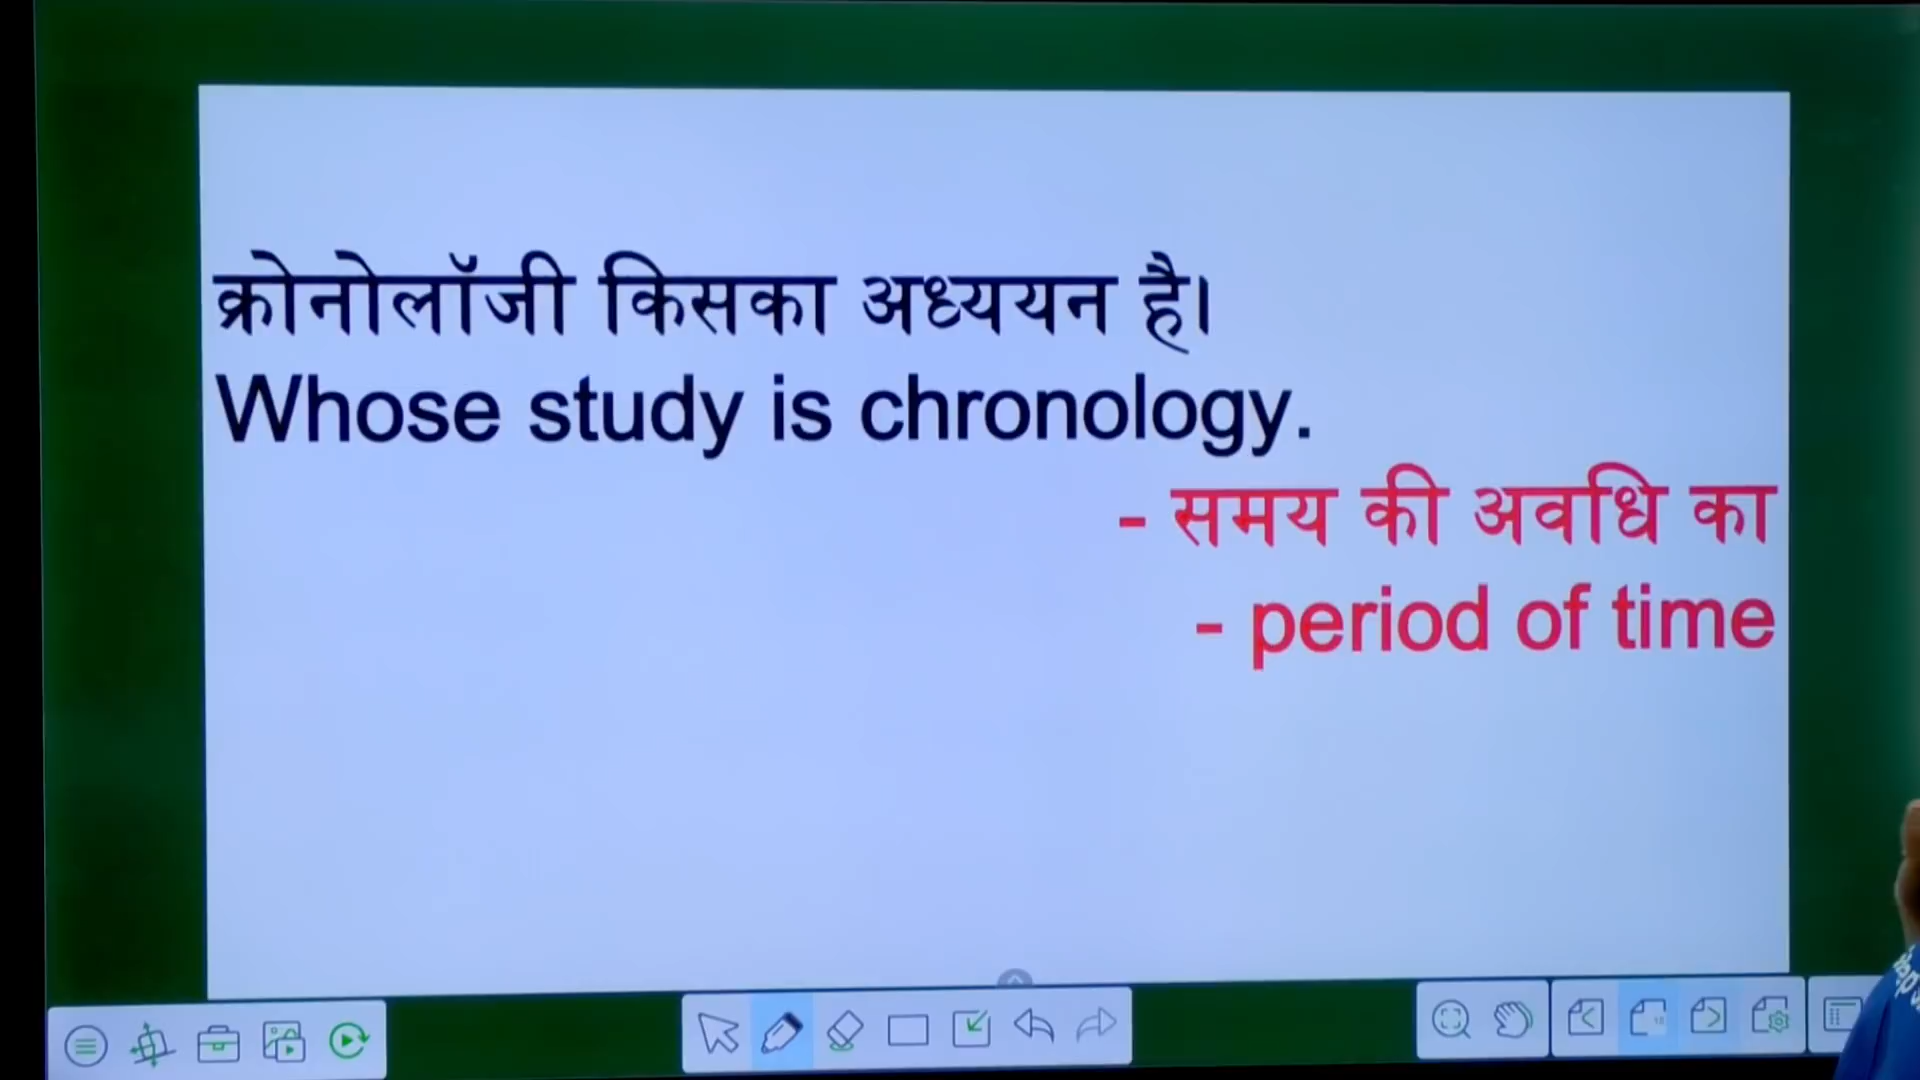 क्रोनोलॉजी किसका अध्ययन है।
Whose study is chronology.
- समय की अवधि का
- period of time